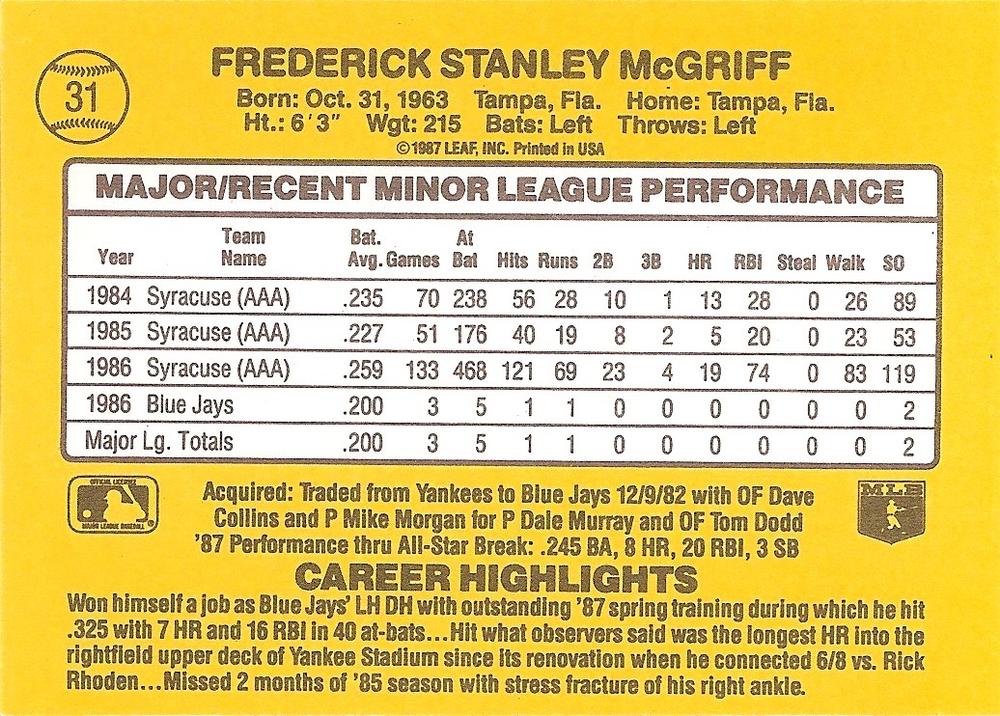 31
FREDERICK STANLEY McGRIFF
Born: Oct. 31, 1963 Tampa, Fla. Home: Tampa, Fla.
Ht.: 6'3" Wgt: 215 Bats: Left Throws: Left
©1987 LEAF, INC. Printed in USA
MAJOR/RECENT MINOR LEAGUE PERFORMANCE
Year Team Name Bat. Avg. Games At Bat Hits Runs 2B 3B HR RBI Steal Walk SO
1984 Syracuse (AAA) .235 70 238 56 28 10 1 13 28 0 26 89
1985 Syracuse (AAA) .227 51 176 40 19 8 2 5 20 0 23 53
1986 Syracuse (AAA) .259 133 468 121 69 23 4 19 74 0 83 119
1986 Blue Jays .200 3 5 1 1 0 0 0 0 0 0 2
Major Lg. Totals .200 3 5 1 1 0 0 0 0 0 0 2
OFFICIAL LICENSEE
MAJOR LEAGUE BASEBALL
®
MLB
Acquired: Traded from Yankees to Blue Jays 12/9/82 with OF Dave
Collins and P Mike Morgan for P Dale Murray and OF Tom Dodd
'87 Performance thru All-Star Break: .245 BA, 8 HR, 20 RBI, 3 SB
CAREER HIGHLIGHTS
Won himself a job as Blue Jays' LH DH with outstanding '87 spring training during which he hit
.325 with 7 HR and 16 RBI in 40 at-bats...Hit what observers said was the longest HR into the
rightfield upper deck of Yankee Stadium since its renovation when he connected 6/8 vs. Rick
Rhoden...Missed 2 months of '85 season with stress fracture of his right ankle.